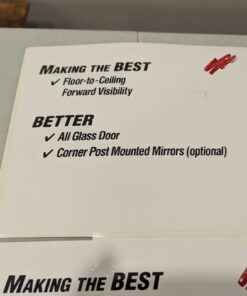 MAKING THE BEST
✓ Floor-to-Ceiling
Forward Visibility
BETTER
✓ All Glass Door
✓ Corner Post Mounted Mirrors (optional)
MAKING THE BEST